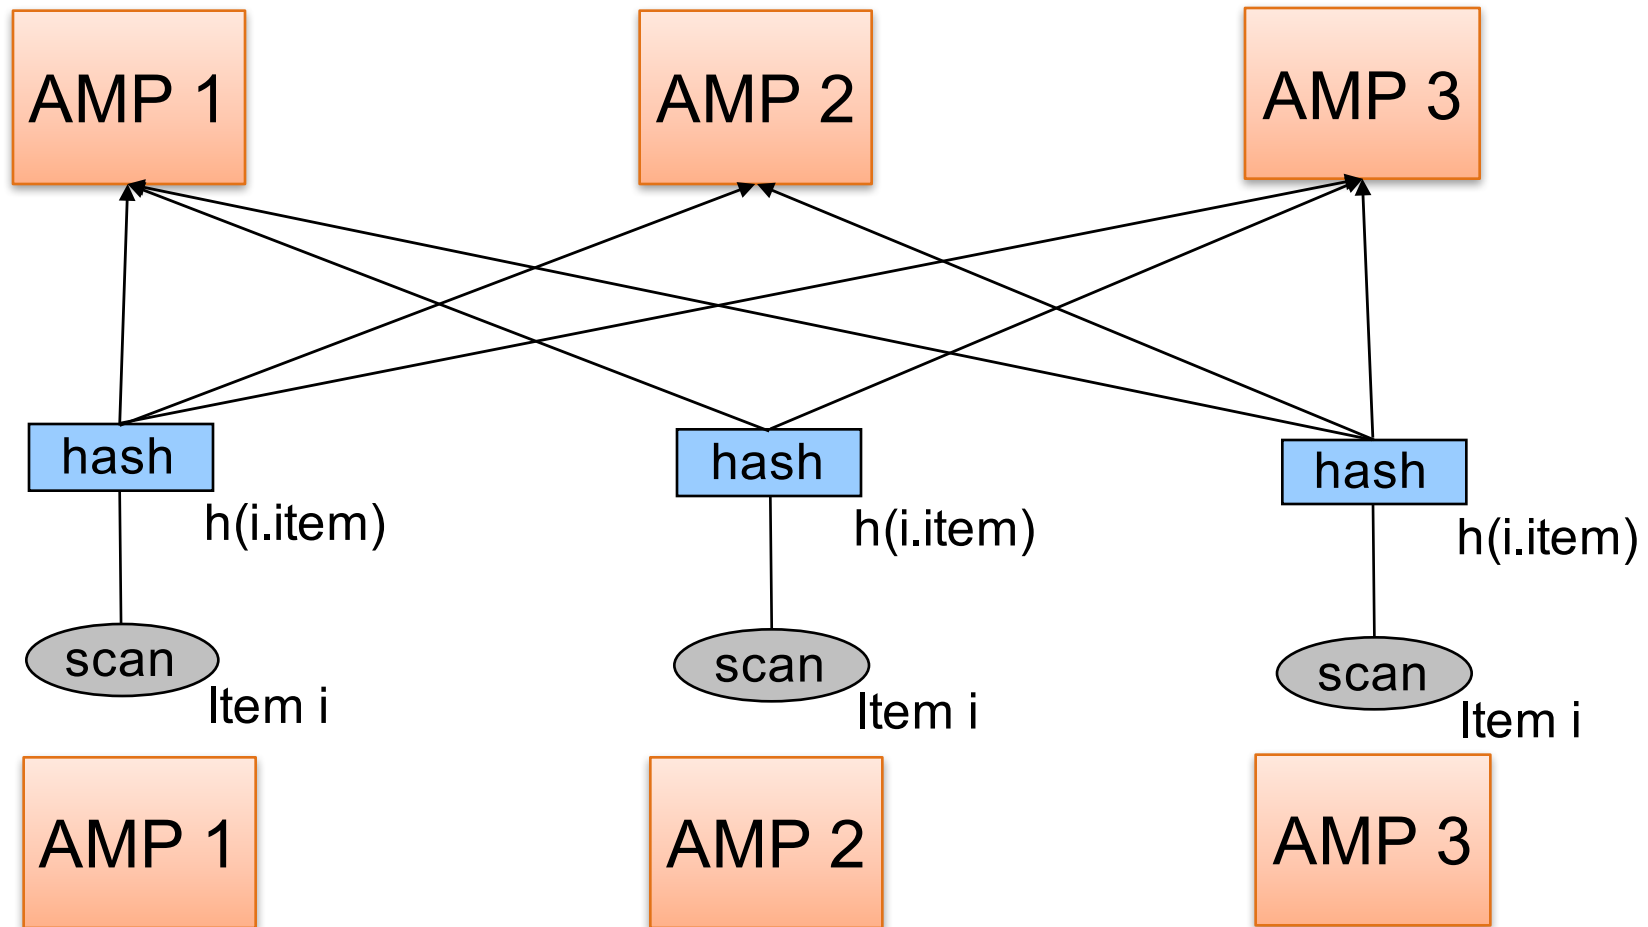 AMP 1
AMP 2
AMP 3
hash
hash
hash
h(i.item)
h(i.item)
h(i.item)
scan
scan
scan
Item i
Item i
Item i
AMP 1
AMP 2
AMP 3